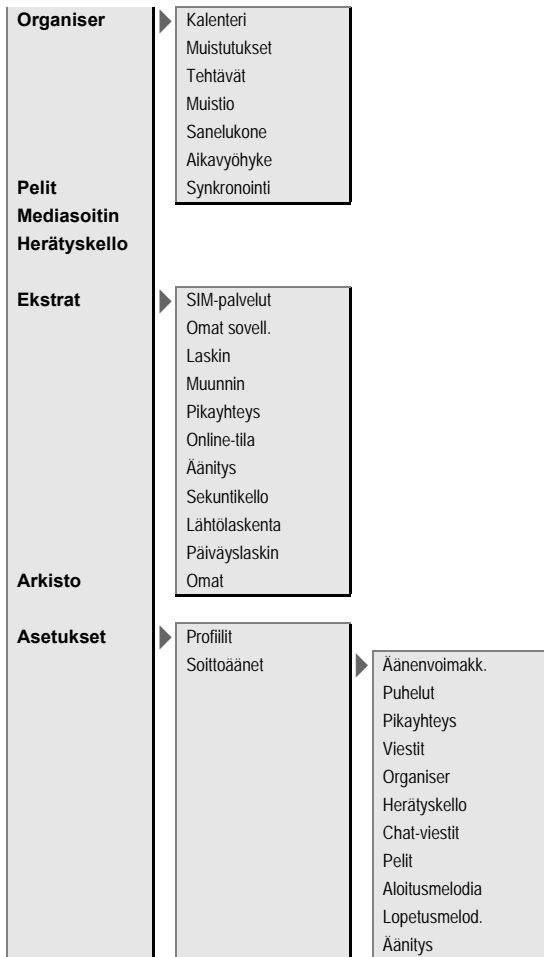 Organiser
Kalenteri
Muistutukset
Tehtävät
Muistio
Sanelukone
Aikavyöhyke
Pelit
Synkronointi
Mediasoitin
Herätyskello
Ekstrat
SIM-palvelut
Omat sovell.
Laskin
Muunnin
Pikayhteys
Online-tila
Äänitys
Sekuntikello
Lähtölaskenta
Päiväyslaskin
Arkisto
Omat
Asetukset
Profiilit
Soittoäänet
Äänenvoimakk.
Puhelut
Pikayhteys
Viestit
Organiser
Herätyskello
Chat-viestit
Pelit
Aloitusmelodia
Lopetusmelod.
Äänitys